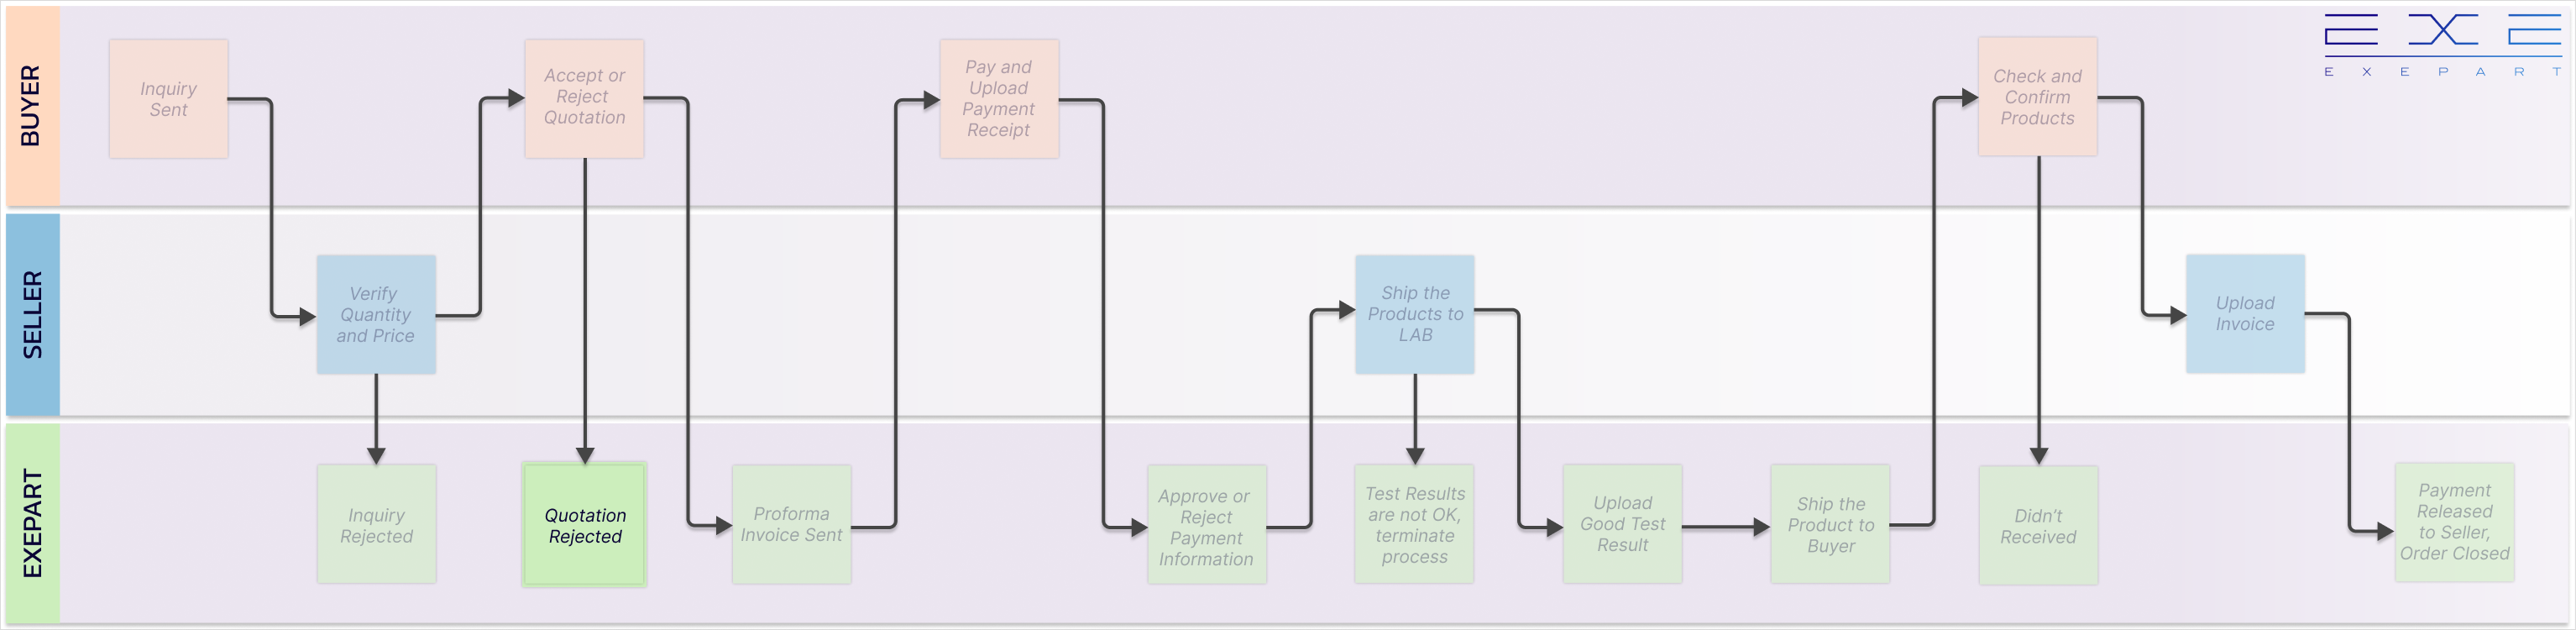 BUYER
Inquiry
Sent
Accept or
Reject
Quotation
Pay and
Upload
Payment
Receipt
Check and
Confirm
Products
EXE
EXEPART
SELLER
Verify
Quantity
and Price
Ship the
Products to
LAB
Upload
Invoice
EXEPART
Inquiry
Rejected
Quotation
Rejected
Proforma
Invoice Sent
Approve or
Reject
Payment
Information
Test Results
are not OK,
terminate
process
Upload
Good Test
Result
Ship the
Product to
Buyer
Didn't
Received
Payment
Released
to Seller,
Order Closed